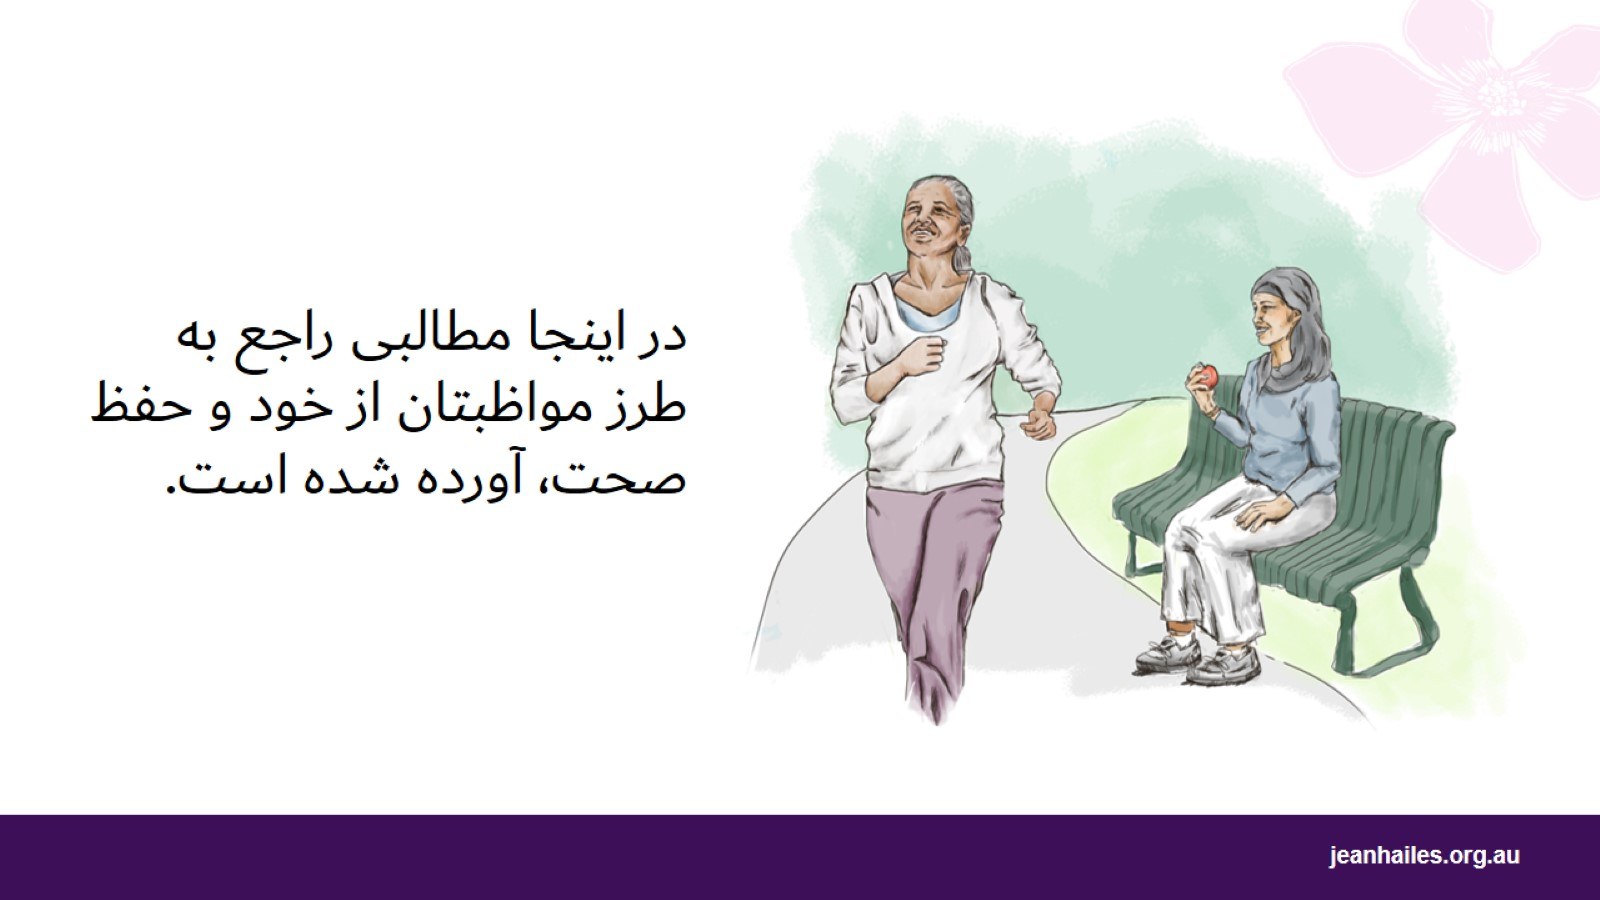 در اینجا مطالبی راجع به
طرز مواظبتان از خود و حفظ
صحت، آورده شده است.
jeanhailes.org.au